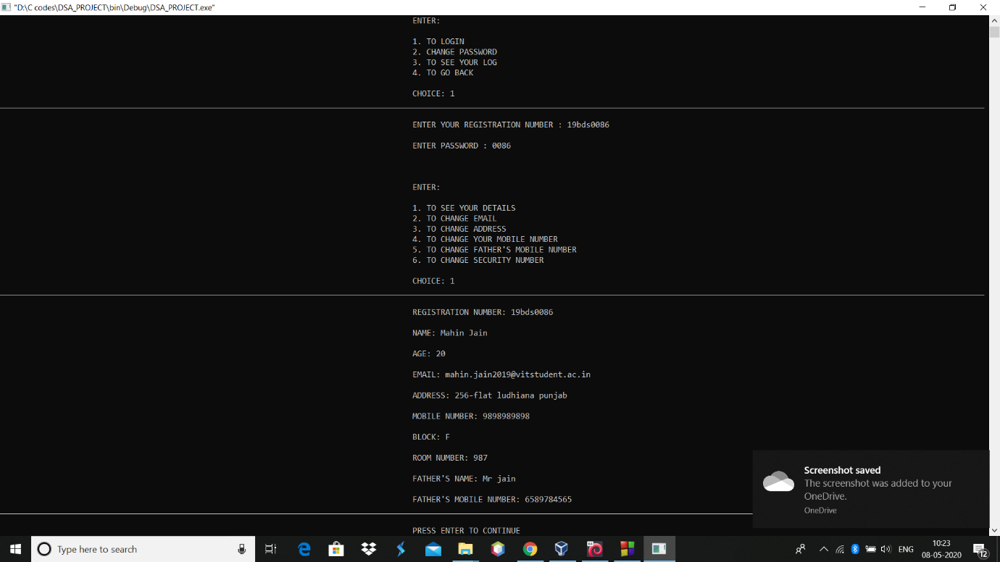 "D:\C codes\DSA_PROJECT\bin\Debug\DSA_PROJECT.exe"
ENTER:
1. TO LOGIN
2. CHANGE PASSWORD
3. TO SEE YOUR LOG
4. TO GO BACK
CHOICE: 1
ENTER YOUR REGISTRATION NUMBER : 19bds0086
ENTER PASSWORD : 0086
ENTER:
1. TO SEE YOUR DETAILS
2. TO CHANGE EMAIL
3. TO CHANGE ADDRESS
4. TO CHANGE YOUR MOBILE NUMBER
5. TO CHANGE FATHER'S MOBILE NUMBER
6. TO CHANGE SECURITY NUMBER
CHOICE: 1
REGISTRATION NUMBER: 19bds0086
NAME: Mahin Jain
AGE: 20
EMAIL: mahin.jain2019@vitstudent.ac.in
ADDRESS: 256-flat ludhiana punjab
MOBILE NUMBER: 9898989898
BLOCK: F
ROOM NUMBER: 987
FATHER'S NAME: Mr jain
FATHER'S MOBILE NUMBER: 6589784565
PRESS ENTER TO CONTINUE
Screenshot saved
The screenshot was added to your
OneDrive.
OneDrive
Type here to search
ENG
10:23
08-05-2020
12